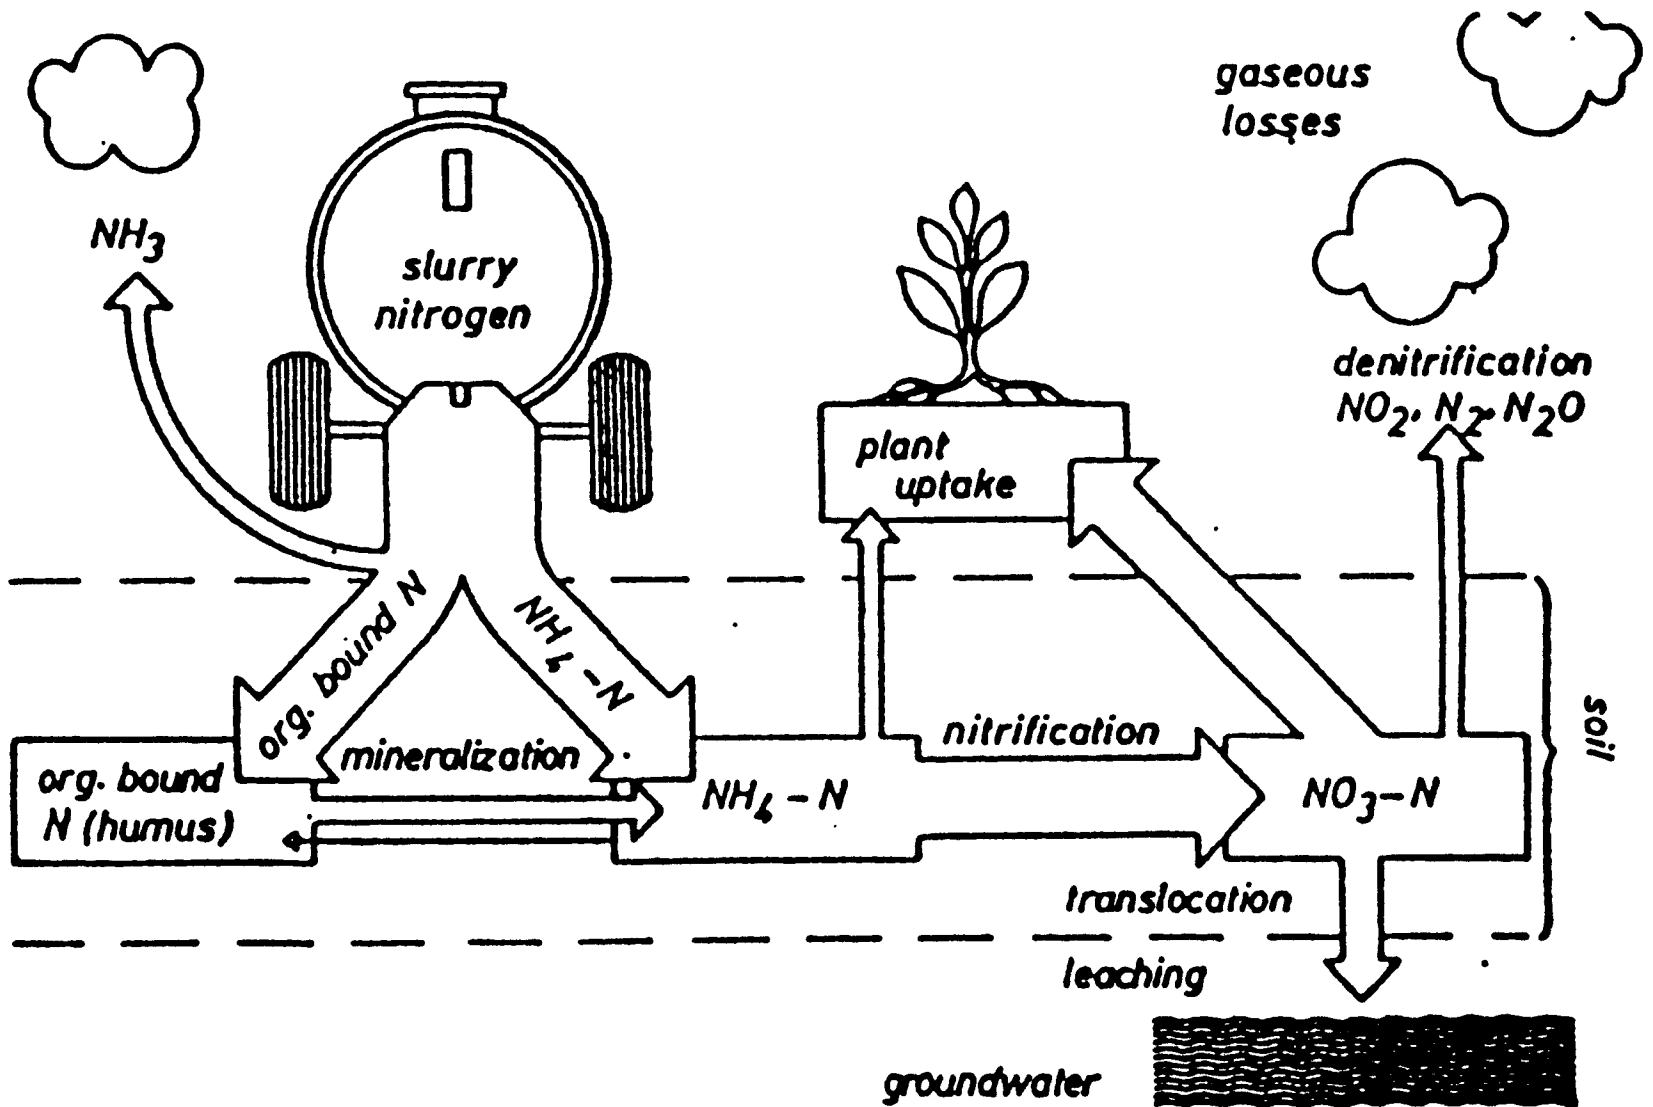 gaseous
losses
NH3
slurry
nitrogen
denitrification
NO2, N2, N2O
plant
uptake
org. bound N
NH4-N
soil
mineralization
nitrification
org. bound
N (humus)
NH4-N
NO3-N
translocation
leaching
groundwater